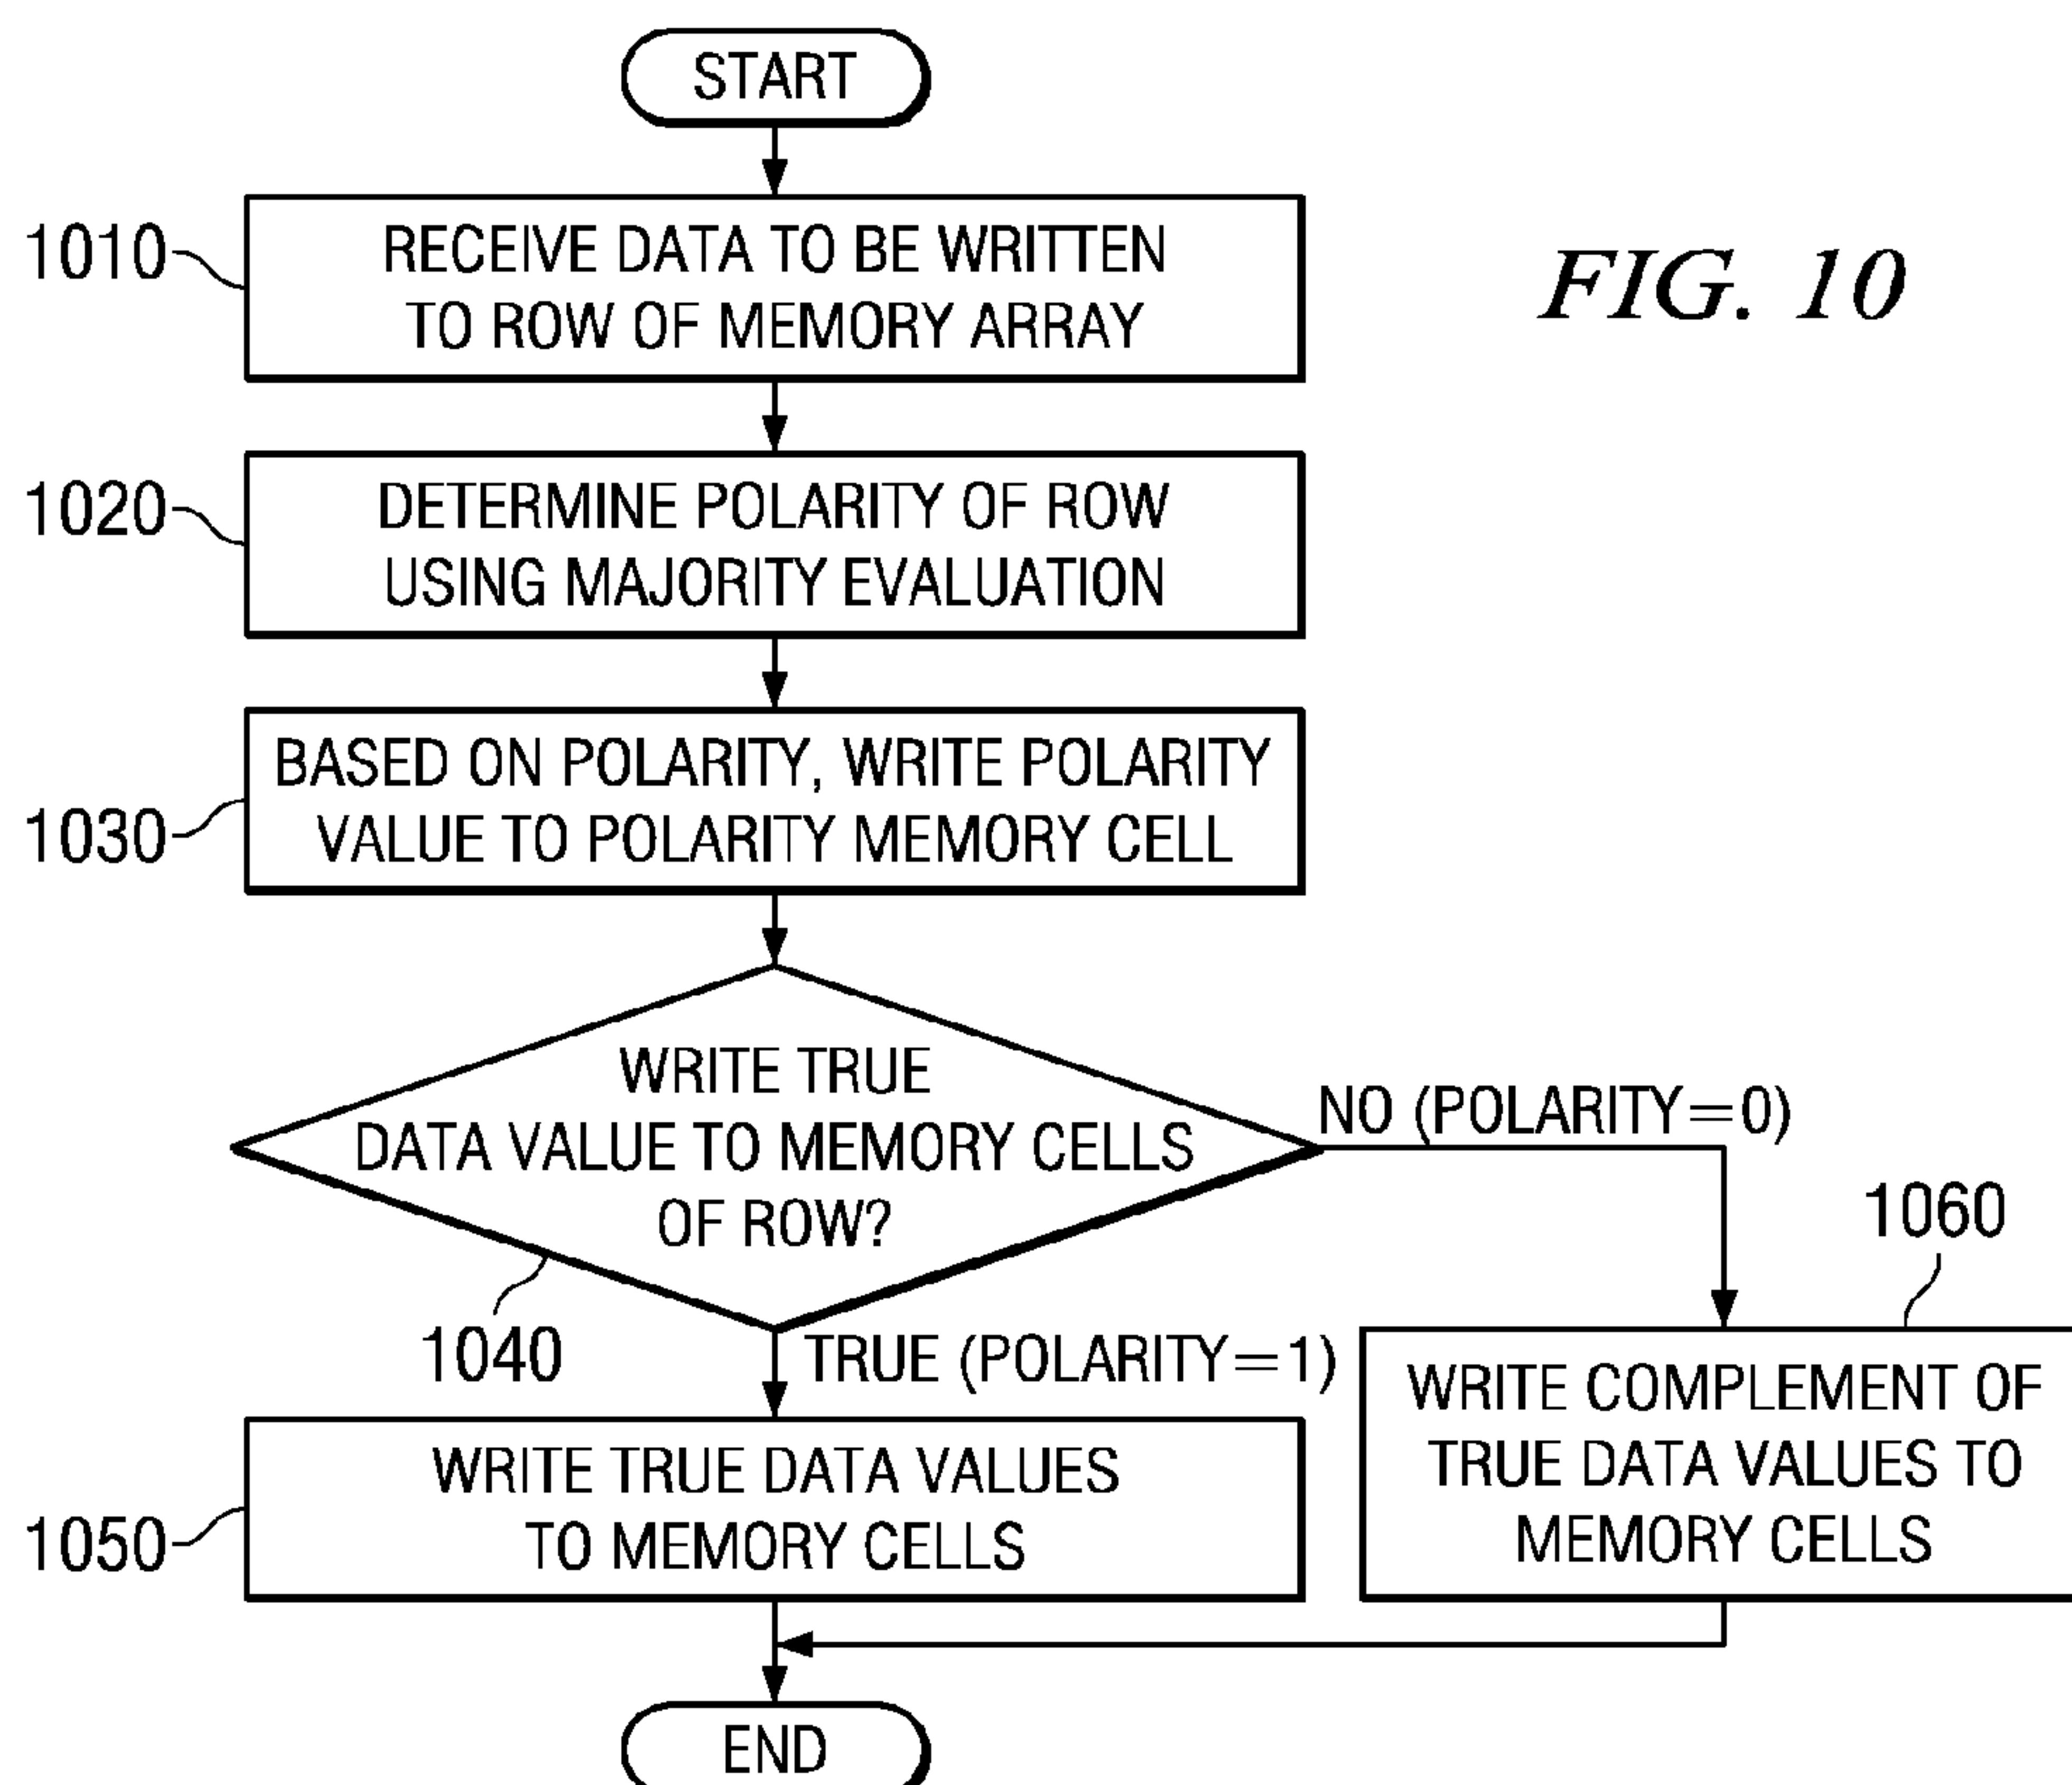 START
1010
RECEIVE DATA TO BE WRITTEN
TO ROW OF MEMORY ARRAY
FIG. 10
1020
DETERMINE POLARITY OF ROW
USING MAJORITY EVALUATION
1030
BASED ON POLARITY, WRITE POLARITY
VALUE TO POLARITY MEMORY CELL
WRITE TRUE
DATA VALUE TO MEMORY CELLS
OF ROW?
1040
NO (POLARITY=0)
TRUE (POLARITY=1)
1060
WRITE COMPLEMENT OF
TRUE DATA VALUES TO
MEMORY CELLS
1050
WRITE TRUE DATA VALUES
TO MEMORY CELLS
END